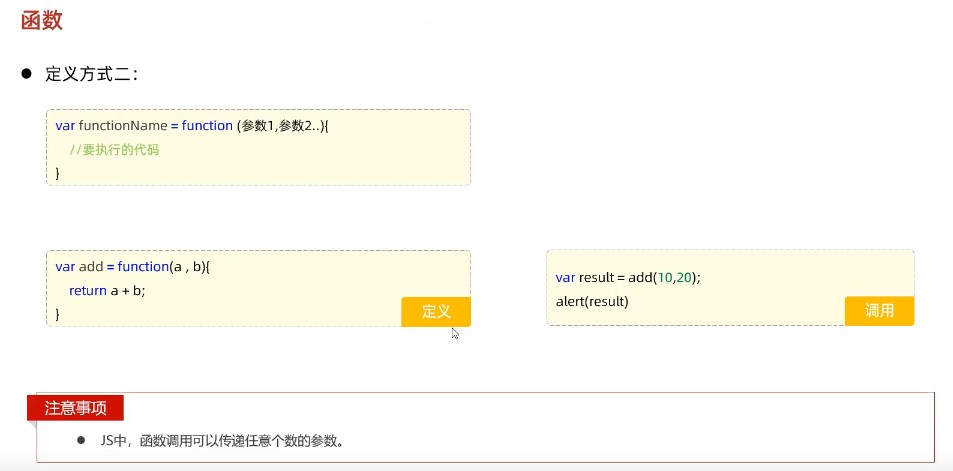 函数
● 定义方式二：
var functionName = function (参数1,参数2..){
//要执行的代码
}
var add = function(a , b){
return a + b;
}
定义
var result = add(10,20);
alert(result)
调用
注意事项
● JS中，函数调用可以传递任意个数的参数。